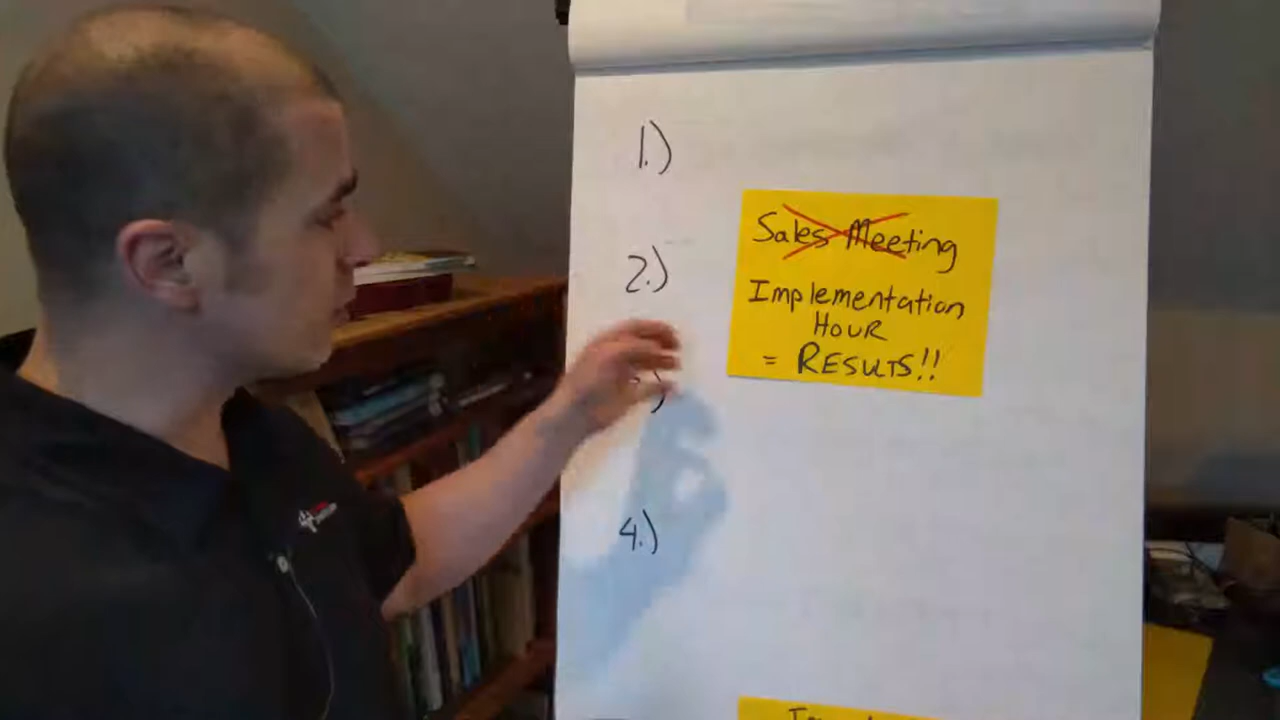 1.)
2.)
4.)
Sales Meeting
Implementation
HOUR
= RESULTS!!